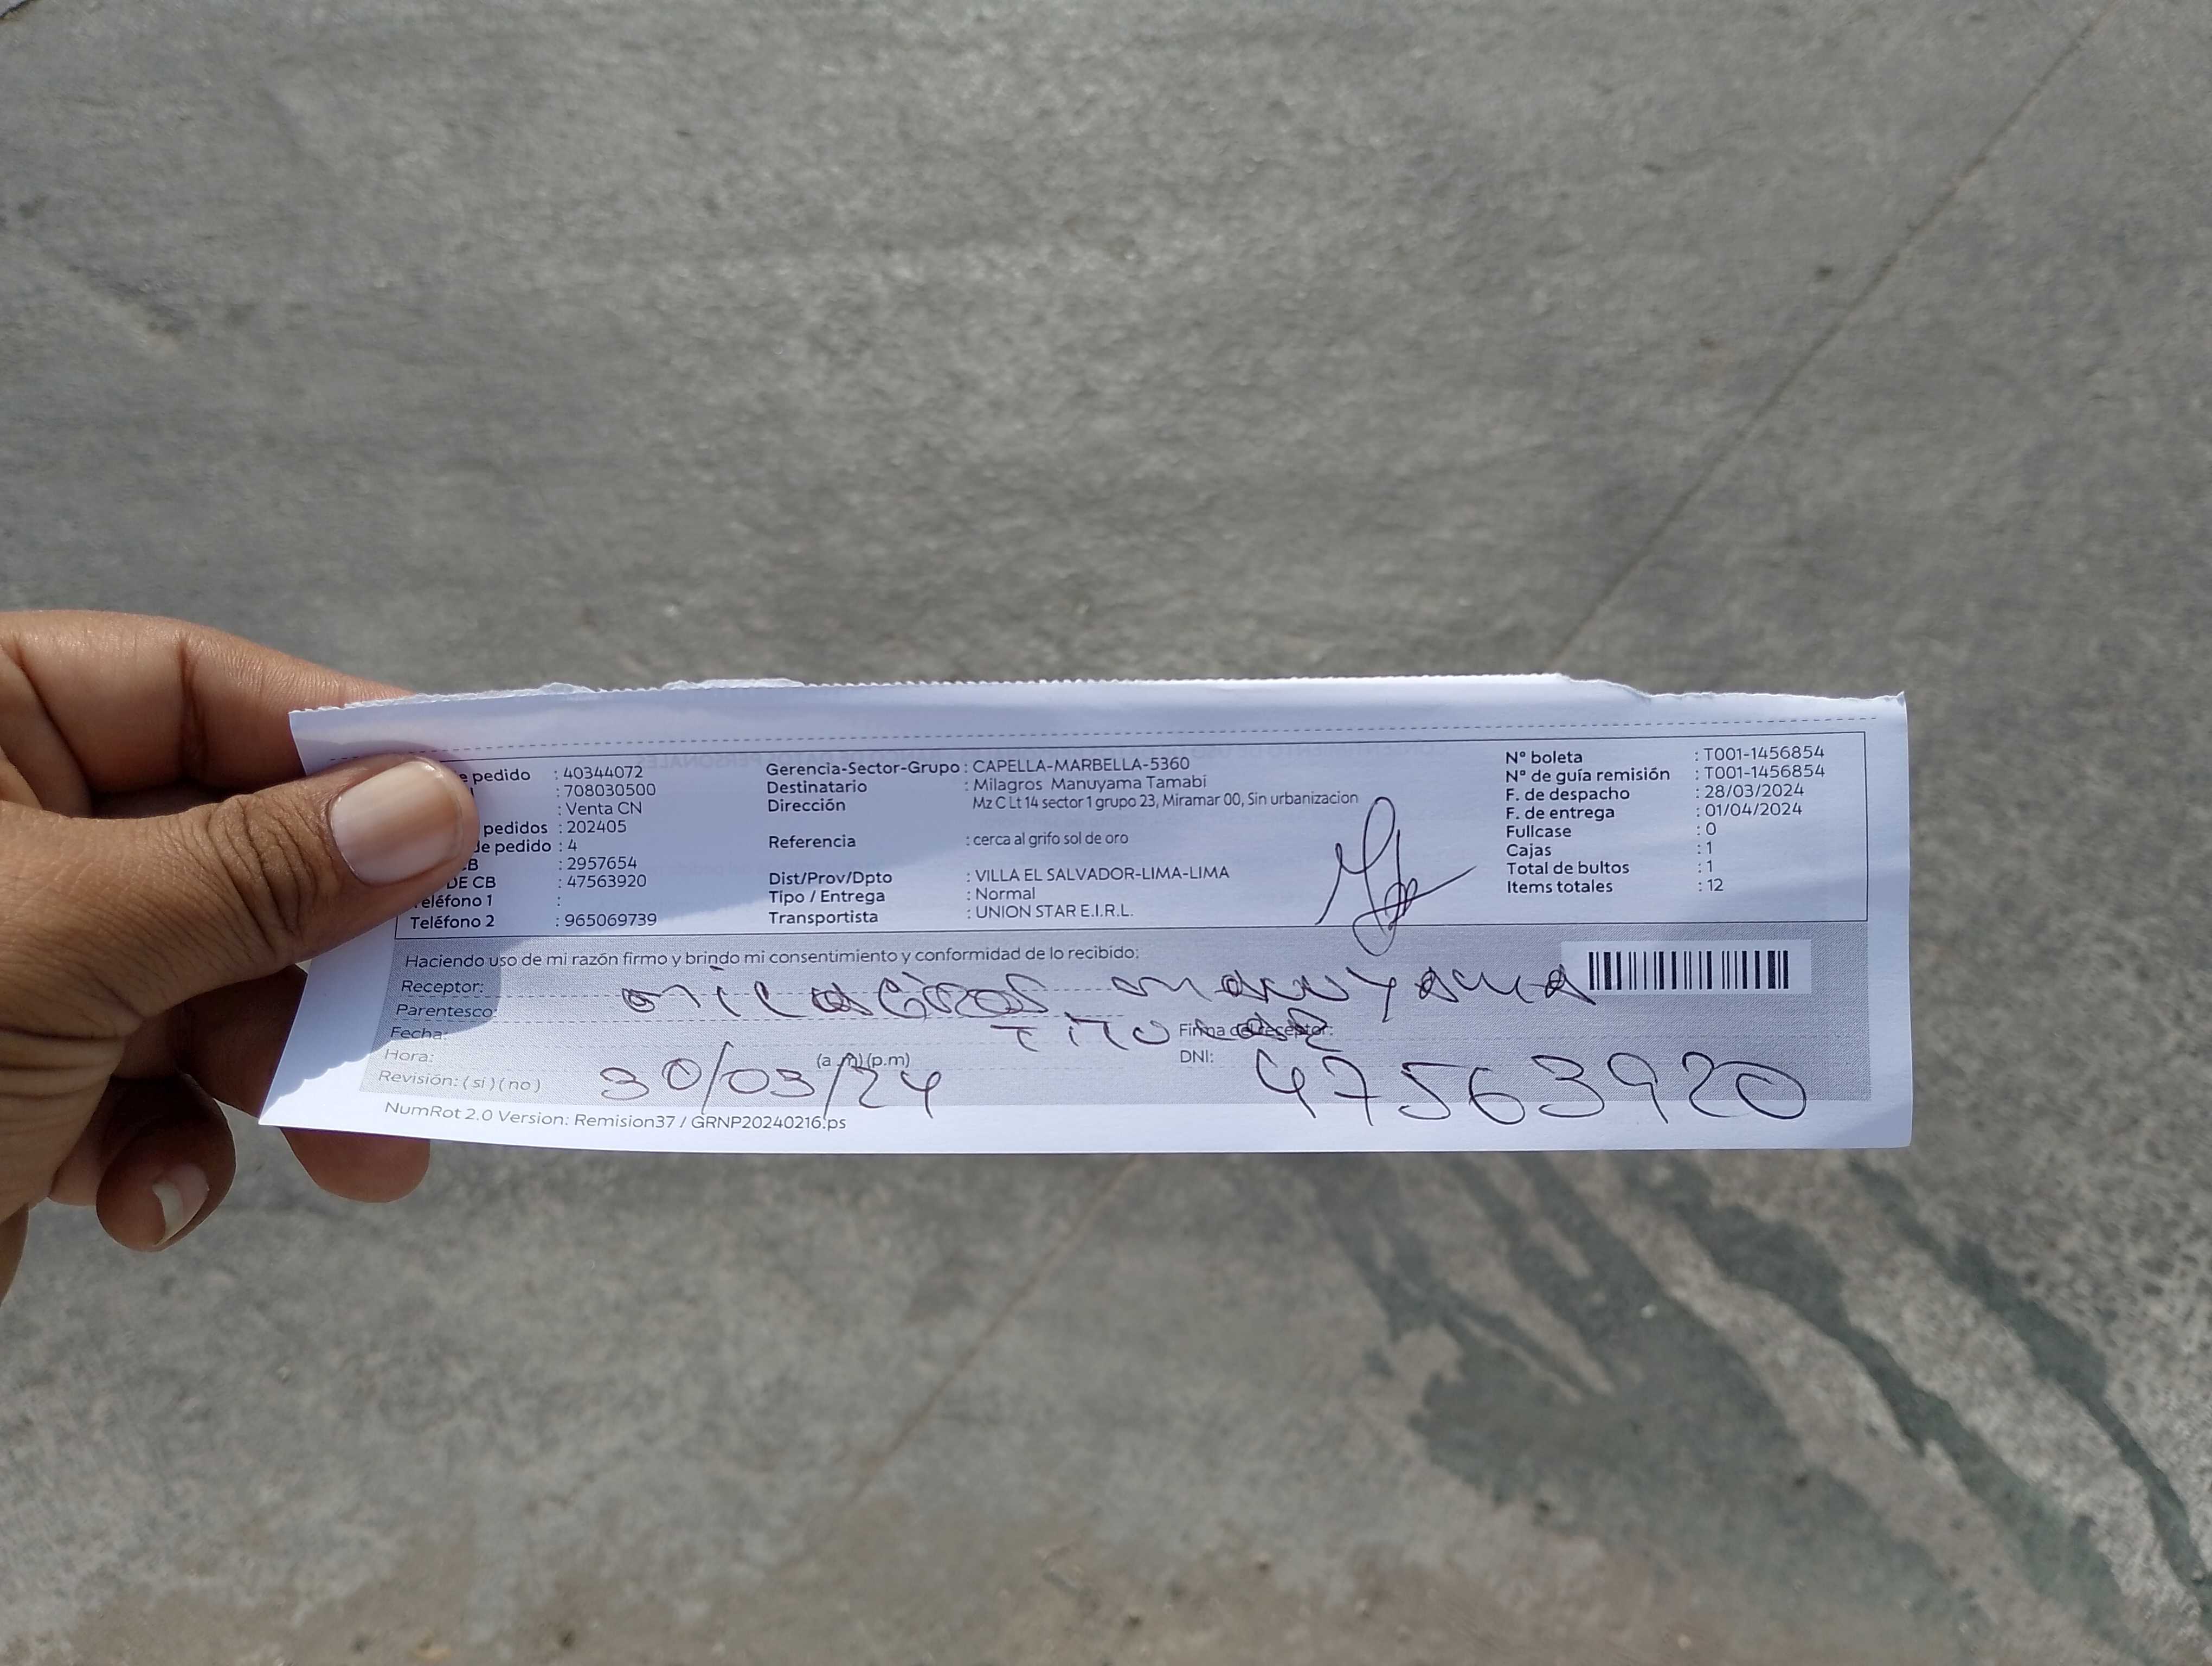 e pedido : 40344072
: 708030500
: Venta CN
pedidos : 202405
de pedido : 4
CB : 2957654
DE CB : 47563920
Teléfono 1 :
Teléfono 2 : 965069739
Gerencia-Sector-Grupo : CAPELLA-MARBELLA-5360
Destinatario : Milagros Manuyama Tamabi
Dirección Mz C Lt 14 sector 1 grupo 23, Miramar 00, Sin urbanizacion
Referencia : cerca al grifo sol de oro
Dist/Prov/Dpto : VILLA EL SALVADOR-LIMA-LIMA
Tipo / Entrega : Normal
Transportista : UNION STAR E.I.R.L.
Nº boleta : T001-1456854
Nº de guía remisión : T001-1456854
F. de despacho : 28/03/2024
F. de entrega : 01/04/2024
Fullcase : 0
Cajas : 1
Total de bultos : 1
Items totales : 12
Haciendo uso de mi razón firmo y brindo mi consentimiento y conformidad de lo recibido:
Receptor: milagros manuyama
Parentesco: Titular
Fecha: Firma del receptor:
Hora: (a.m) (p.m) DNI: 47563920
Revisión: ( si ) ( no ) 30/03/24
NumRot 2.0 Version: Remision37 / GRNP20240216.ps